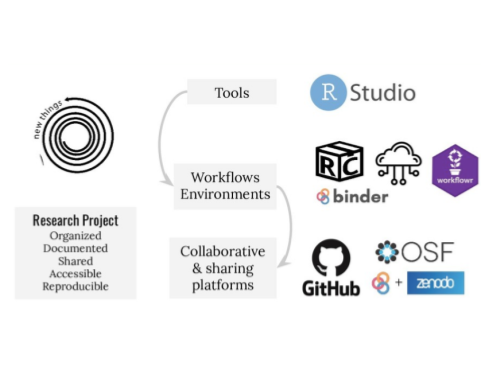 new things
Research Project
Organized
Documented
Shared
Accessible
Reproducible
Tools
Workflows
Environments
Collaborative
& sharing
platforms
R Studio
RC
workflowr
binder
GitHub
OSF
+ zenodo